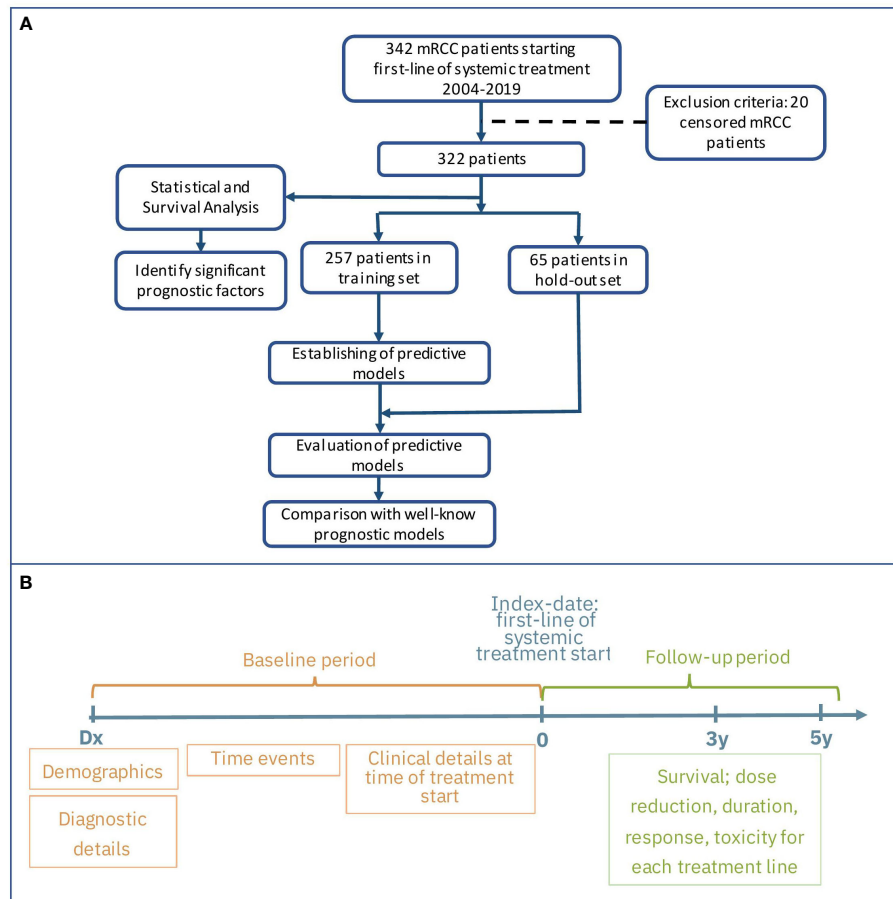 A
342 mRCC patients starting
first-line of systemic treatment
2004-2019
Exclusion criteria: 20
censored mRCC
patients
322 patients
Statistical and
Survival Analysis
Identify significant
prognostic factors
257 patients in
training set
65 patients in
hold-out set
Establishing of predictive
models
Evaluation of predictive
models
Comparison with well-know
prognostic models
B
Index-date:
first-line of
systemic
treatment start
Baseline period
Follow-up period
Dx
0
3y
5y
Demographics
Diagnostic
details
Time events
Clinical details at
time of treatment
start
Survival; dose
reduction, duration,
response, toxicity for
each treatment line